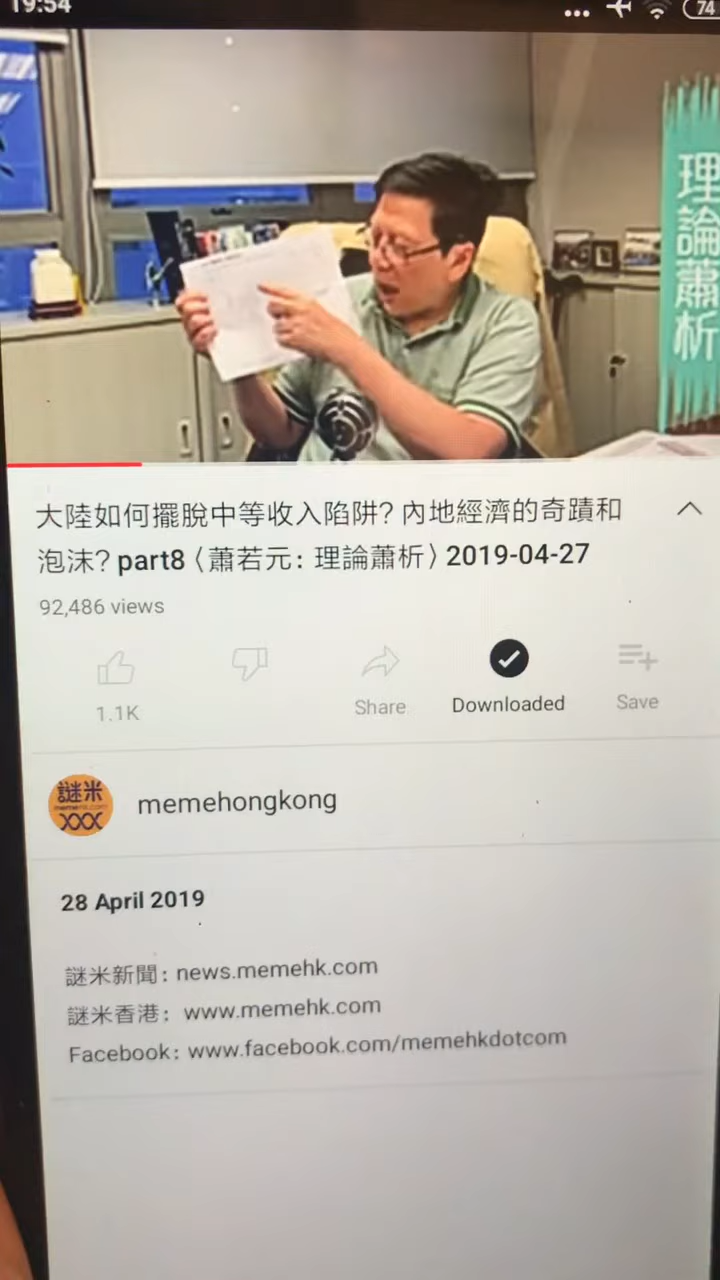 19:54
74
理論蕭析
大陸如何擺脫中等收入陷阱? 內地經濟的奇蹟和
泡沫? part8〈蕭若元：理論蕭析〉2019-04-27
92,486 views
1.1K
Share
Downloaded
Save
謎米
memehk.com
memehongkong
28 April 2019
謎米新聞：news.memehk.com
謎米香港：www.memehk.com
Facebook：www.facebook.com/memehkdotcom